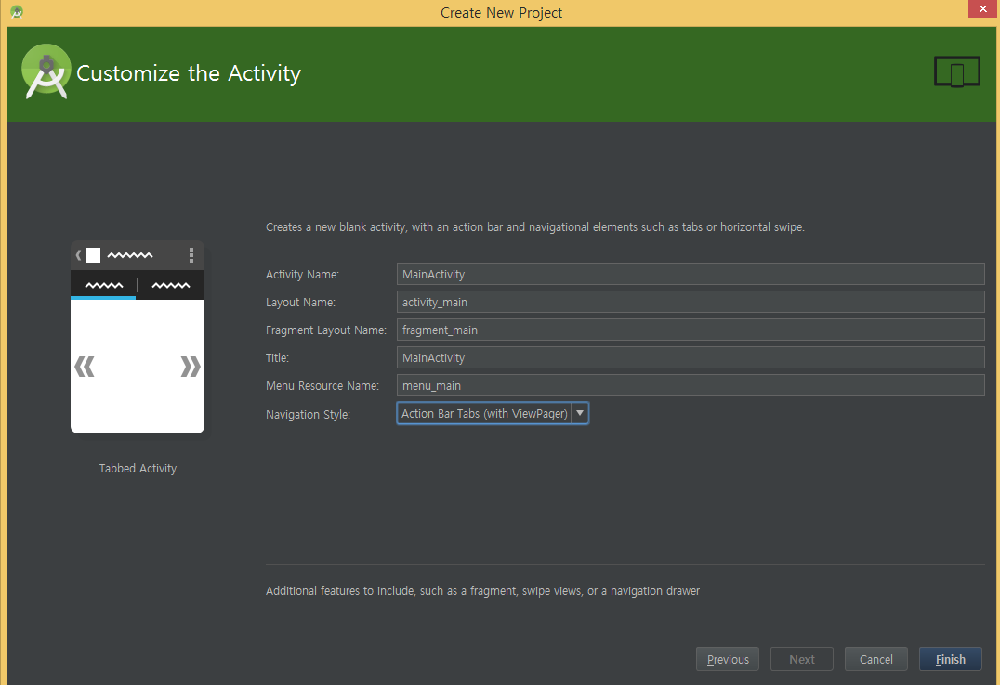 Create New Project
Customize the Activity
Creates a new blank activity, with an action bar and navigational elements such as tabs or horizontal swipe.
Activity Name: MainActivity
Layout Name: activity_main
Fragment Layout Name: fragment_main
Title: MainActivity
Menu Resource Name: menu_main
Navigation Style: Action Bar Tabs (with ViewPager)
Tabbed Activity
Additional features to include, such as a fragment, swipe views, or a navigation drawer
Previous Next Cancel Finish